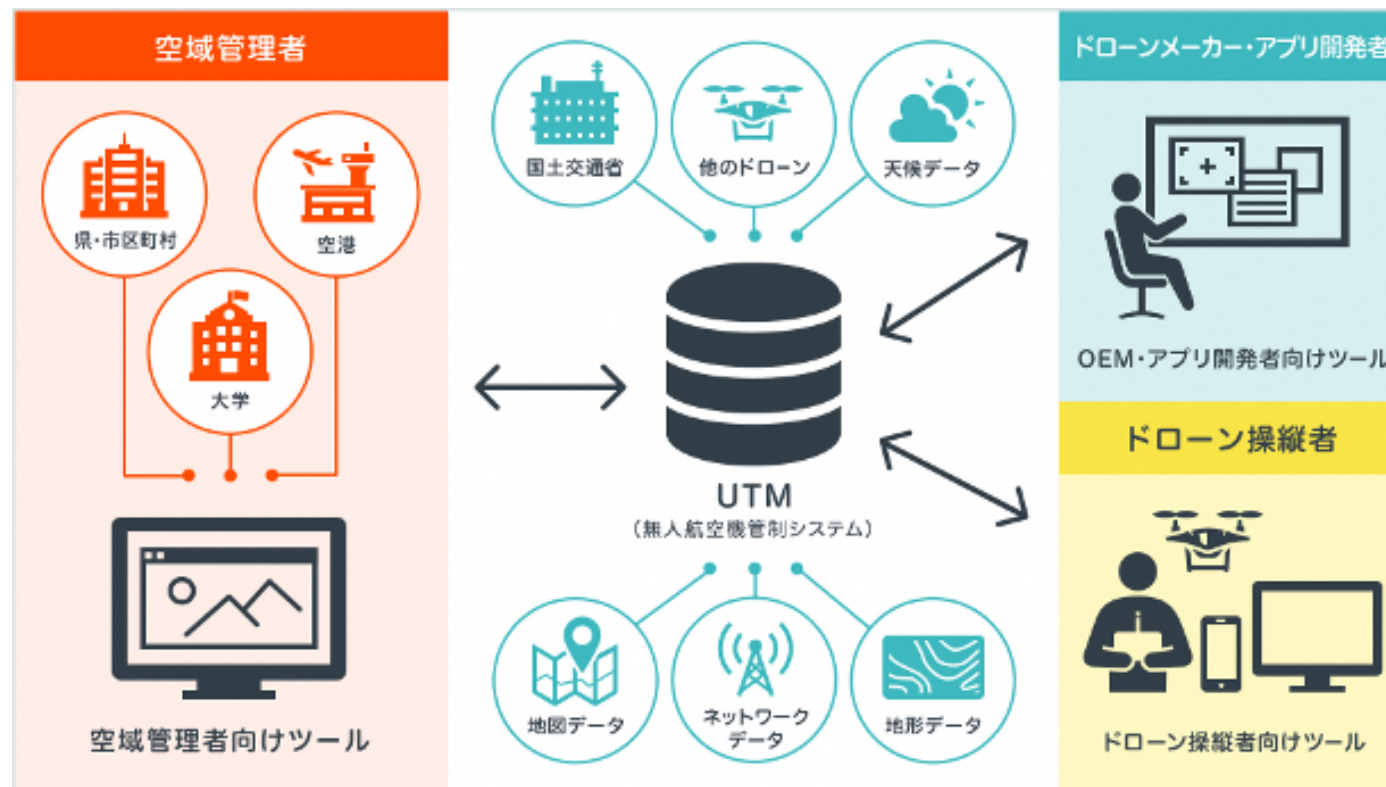 空域管理者
県・市区町村
空港
大学
空域管理者向けツール
国土交通省
他のドローン
天候データ
UTM
（無人航空機管制システム）
地図データ
ネットワーク
データ
地形データ
ドローンメーカー・アプリ開発者
OEM・アプリ開発者向けツール
ドローン操縦者
ドローン操縦者向けツール